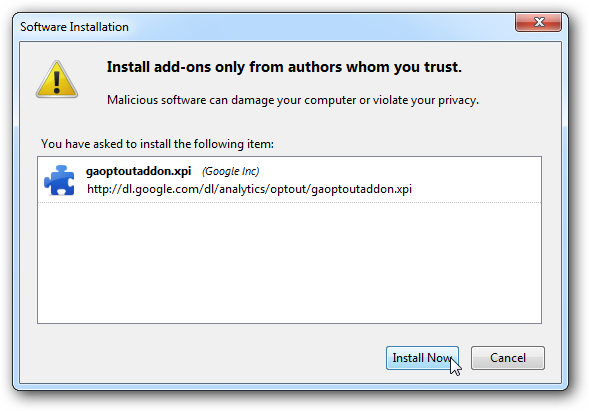 Software Installation
Install add-ons only from authors whom you trust.
Malicious software can damage your computer or violate your privacy.
You have asked to install the following item:
gaoptoutaddon.xpi (Google Inc)
http://dl.google.com/dl/analytics/optout/gaoptoutaddon.xpi
Install Now Cancel